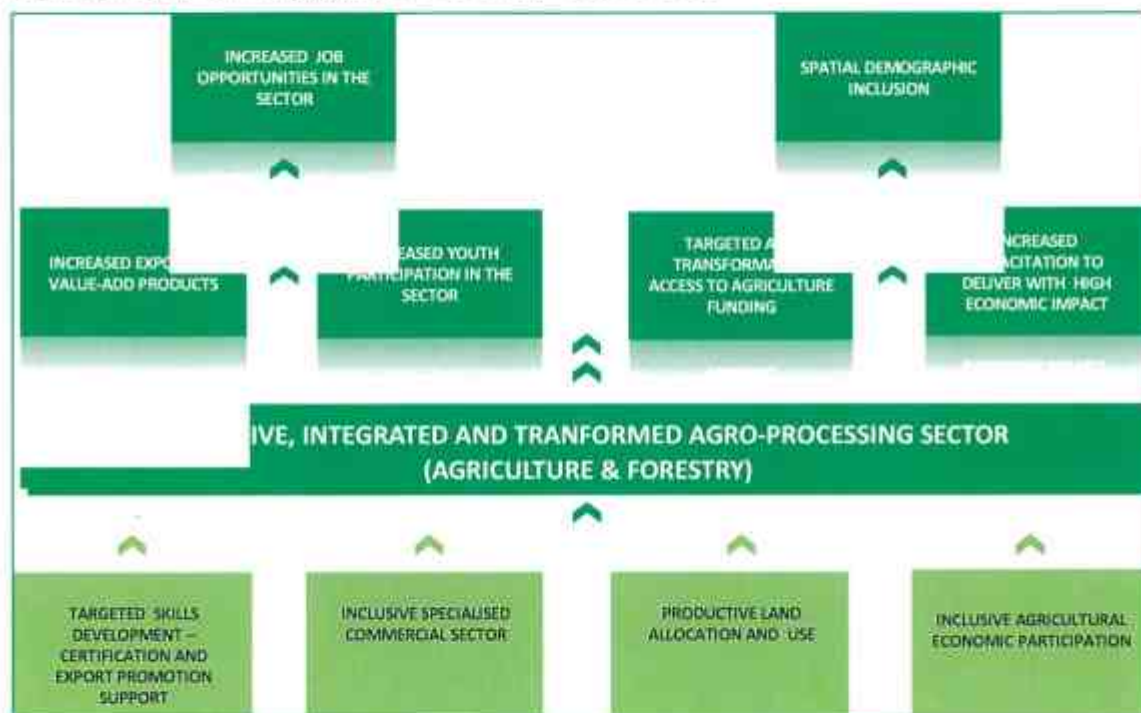 INCREASED JOB
OPPORTUNITIES IN THE
SECTOR
SPATIAL DEMOGRAPHIC
INCLUSION
INCREASED EXPO
VALUE-ADD PRODUCTS
EASED YOUTH
PARTICIPATION IN THE
SECTOR
TARGETED A
TRANSFORMA
ACCESS TO AGRICULTURE
FUNDING
INCREASED
ACITATION TO
DELIVER WITH HIGH
ECONOMIC IMPACT
IVE, INTEGRATED AND TRANFORMED AGRO-PROCESSING SECTOR
(AGRICULTURE & FORESTRY)
TARGETED SKILLS
DEVELOPMENT –
CERTIFICATION AND
EXPORT PROMOTION
SUPPORT
INCLUSIVE SPECIALISED
COMMERCIAL SECTOR
PRODUCTIVE LAND
ALLOCATION AND USE
INCLUSIVE AGRICULTURAL
ECONOMIC PARTICIPATION